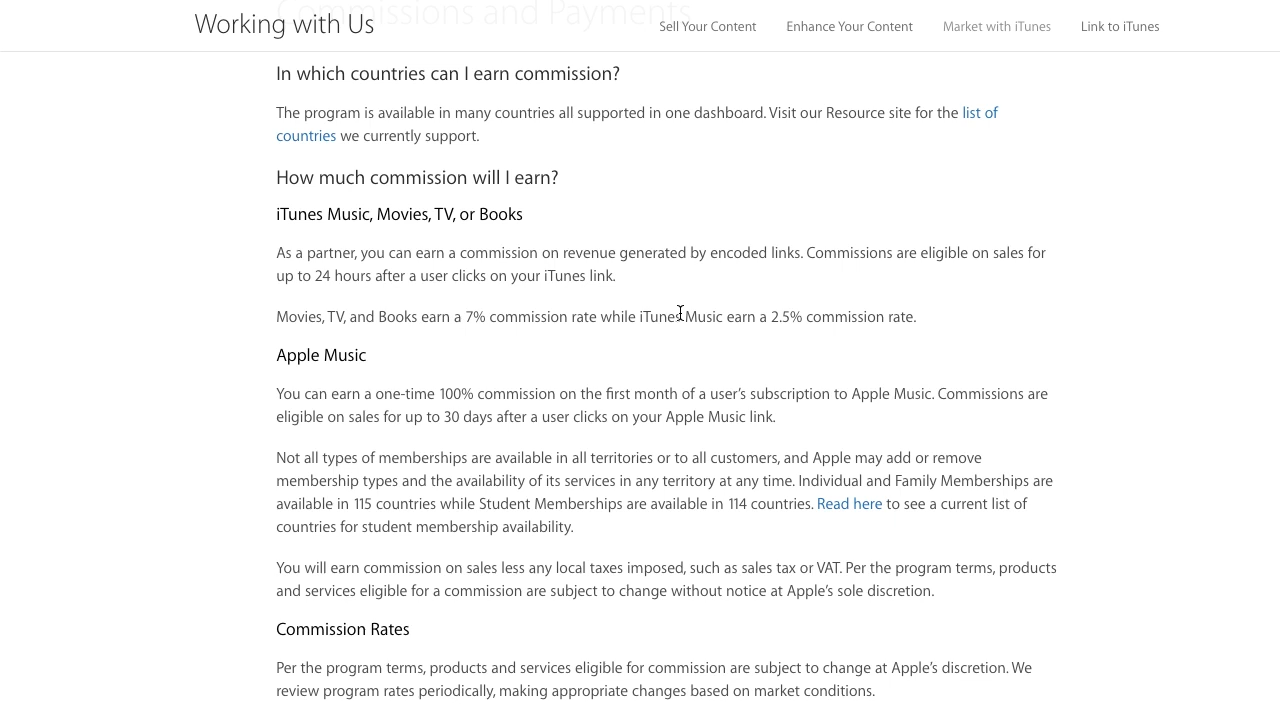 Commissions and Payments
Working with Us
Sell Your Content
Enhance Your Content
Market with iTunes
Link to iTunes
In which countries can I earn commission?
The program is available in many countries all supported in one dashboard. Visit our Resource site for the list of
countries we currently support.
How much commission will I earn?
iTunes Music, Movies, TV, or Books
As a partner, you can earn a commission on revenue generated by encoded links. Commissions are eligible on sales for
up to 24 hours after a user clicks on your iTunes link.
Movies, TV, and Books earn a 7% commission rate while iTunes Music earn a 2.5% commission rate.
Apple Music
You can earn a one-time 100% commission on the first month of a user’s subscription to Apple Music. Commissions are
eligible on sales for up to 30 days after a user clicks on your Apple Music link.
Not all types of memberships are available in all territories or to all customers, and Apple may add or remove
membership types and the availability of its services in any territory at any time. Individual and Family Memberships are
available in 115 countries while Student Memberships are available in 114 countries. Read here to see a current list of
countries for student membership availability.
You will earn commission on sales less any local taxes imposed, such as sales tax or VAT. Per the program terms, products
and services eligible for a commission are subject to change without notice at Apple’s sole discretion.
Commission Rates
Per the program terms, products and services eligible for commission are subject to change at Apple’s discretion. We
review program rates periodically, making appropriate changes based on market conditions.